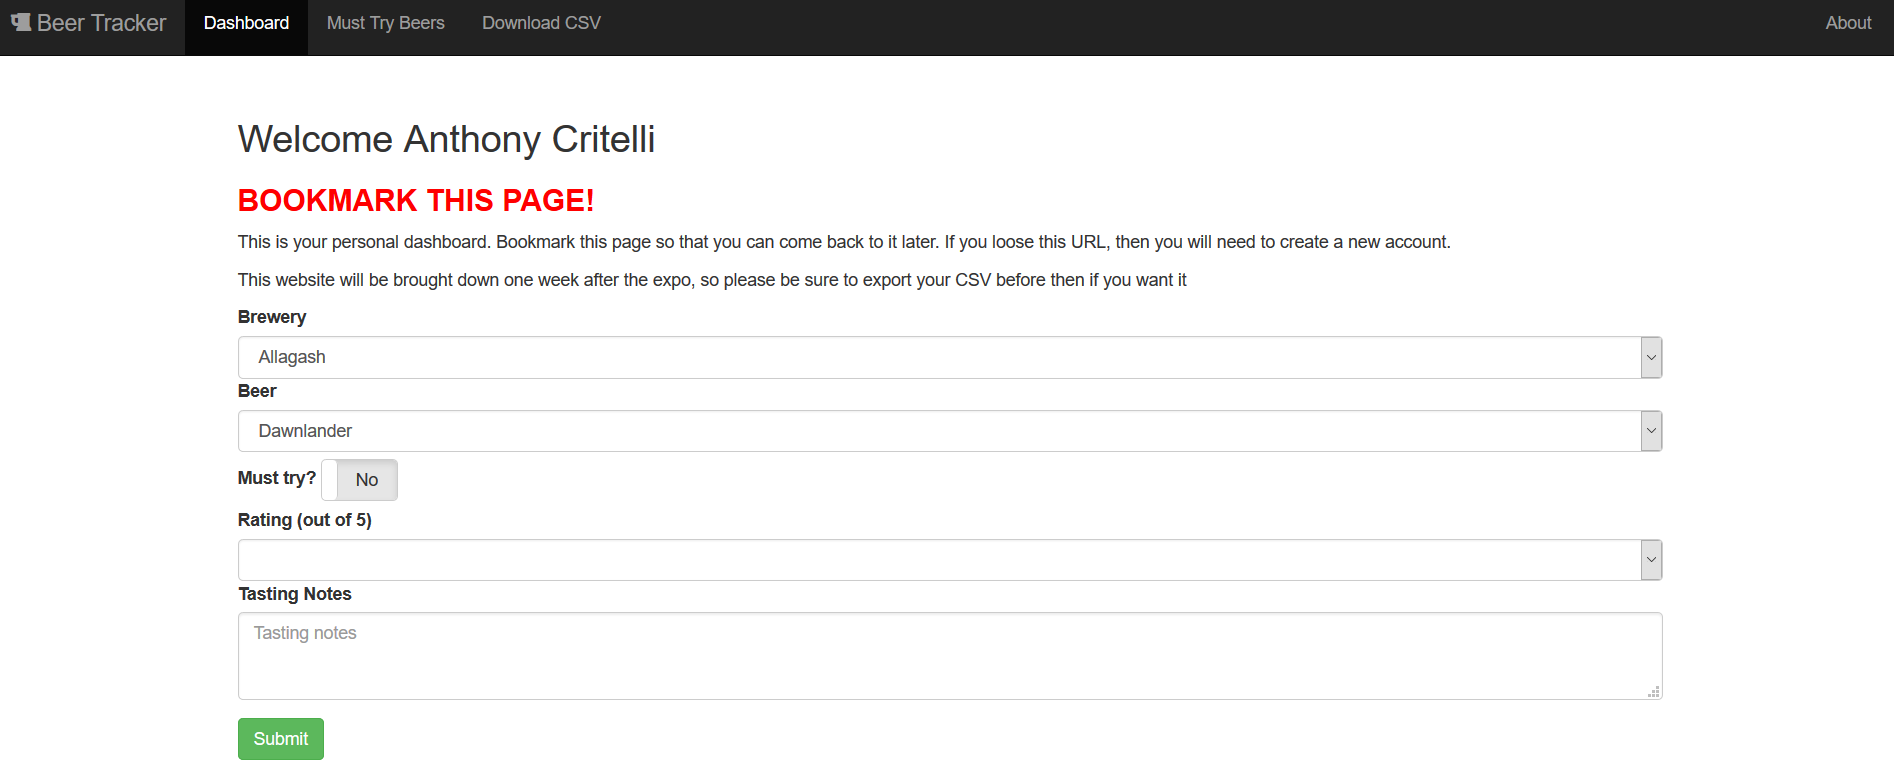 Beer Tracker Dashboard Must Try Beers Download CSV About
Welcome Anthony Critelli
BOOKMARK THIS PAGE!
This is your personal dashboard. Bookmark this page so that you can come back to it later. If you loose this URL, then you will need to create a new account.
This website will be brought down one week after the expo, so please be sure to export your CSV before then if you want it
Brewery
Allagash
Beer
Dawnlander
Must try? No
Rating (out of 5)
Tasting Notes
Tasting notes
Submit